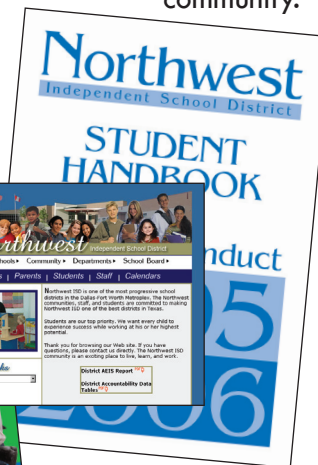 community.
Northwest
Independent School District
STUDENT
HANDBOOK
nduct
05
2006
rthwest Independent School District
hools Community Departments School Board
s | Parents | Students | Staff | Calendars
Northwest ISD is one of the most progressive school
districts in the Dallas-Fort Worth Metroplex. The Northwest
communities, staff, and students are committed to making
Northwest ISD one of the best districts in Texas.
Students are our top priority. We want every child to
experience success while working at his or her highest
potential.
Thank you for browsing our Web site. If you have
questions, please contact us directly. The Northwest ISD
community is an exciting place to live, learn, and work.
District AEIS Report
District Accountability Data
Tables